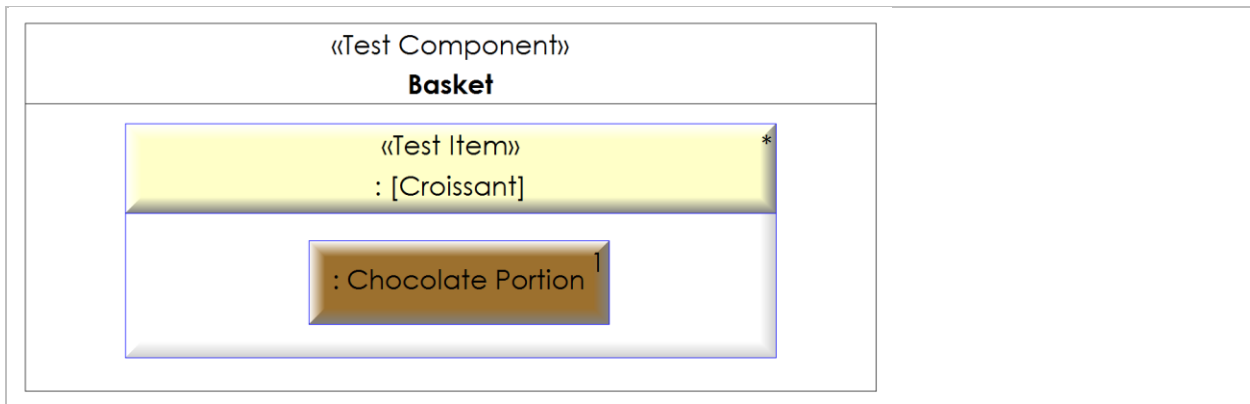 «Test Component»
Basket
«Test Item»
*
: [Croissant]
1
: Chocolate Portion